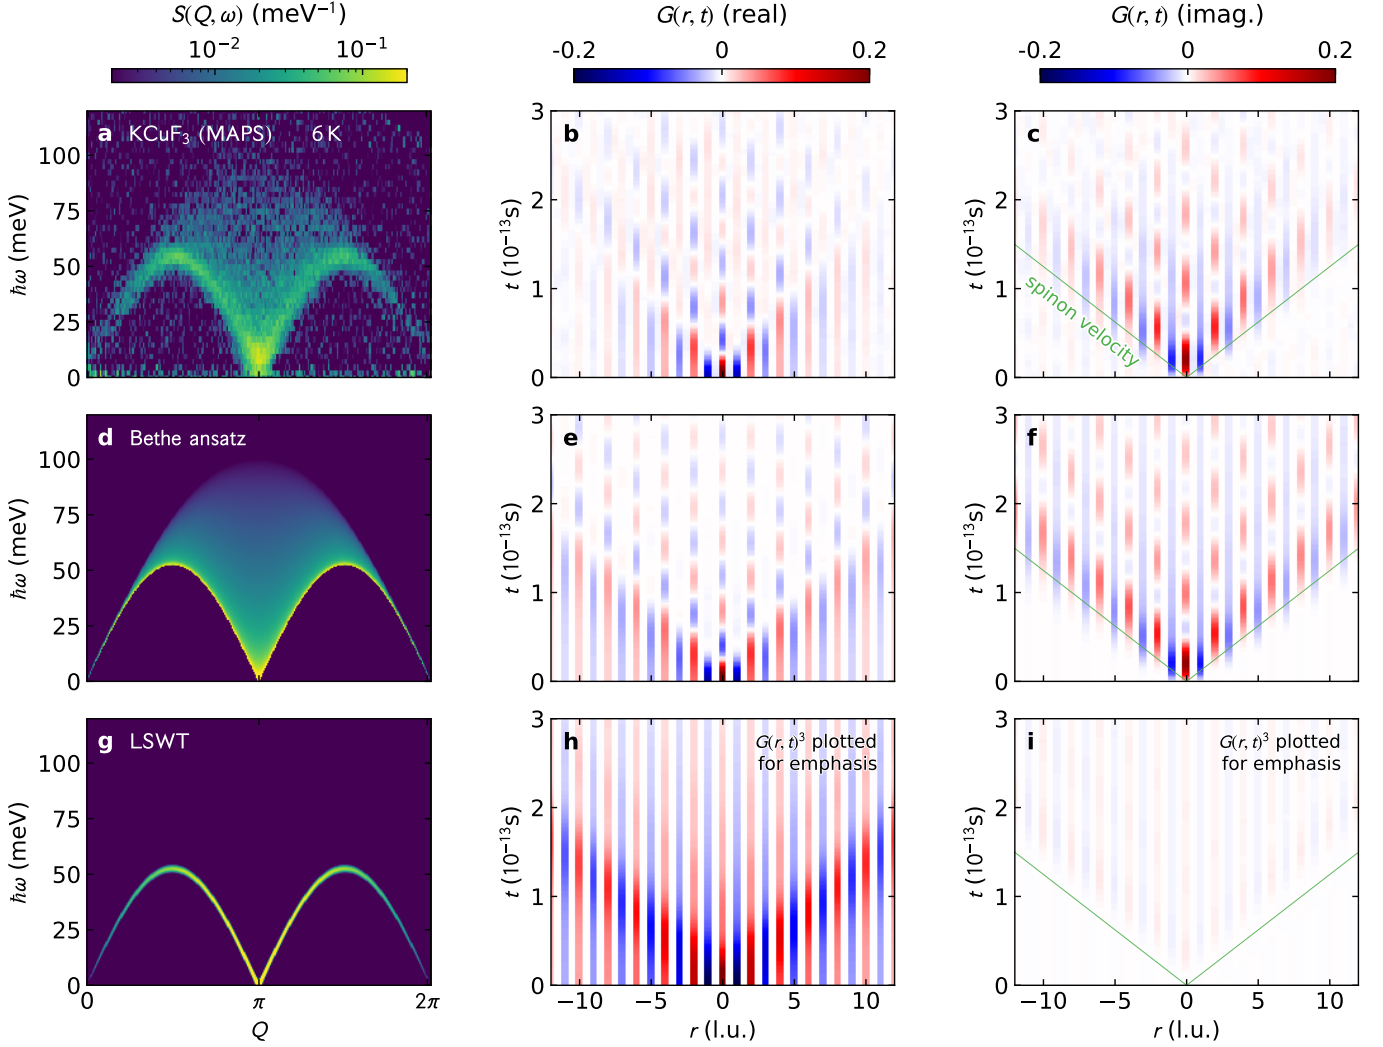 S(Q, ω) (meV⁻¹)
G(r, t) (real)
G(r, t) (imag.)
10⁻² 10⁻¹
-0.2 0 0.2
-0.2 0 0.2
a KCuF₃ (MAPS) 6 K
ħω (meV)
100
75
50
25
0
b
t (10⁻¹³s)
3
2
1
0
c
spinon velocity
t (10⁻¹³s)
3
2
1
0
d Bethe ansatz
ħω (meV)
100
75
50
25
0
e
t (10⁻¹³s)
3
2
1
0
f
t (10⁻¹³s)
3
2
1
0
g LSWT
ħω (meV)
100
75
50
25
0
0 π 2π
Q
h
G(r, t)³ plotted
for emphasis
t (10⁻¹³s)
3
2
1
0
−10 −5 0 5 10
r (l.u.)
i
G(r, t)³ plotted
for emphasis
t (10⁻¹³s)
3
2
1
0
−10 −5 0 5 10
r (l.u.)